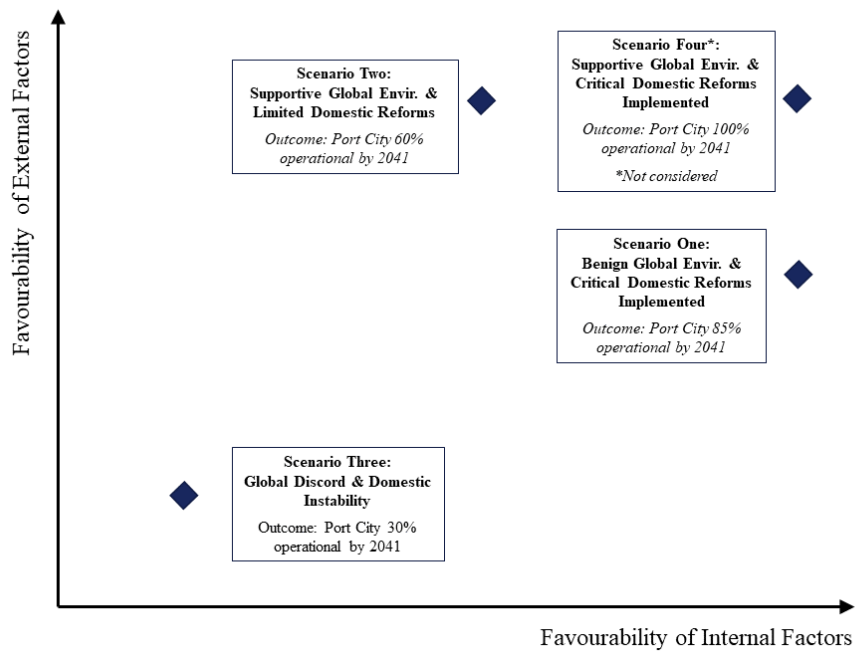 Favourability of External Factors
Scenario Two:
Supportive Global Envir. &
Limited Domestic Reforms
Outcome: Port City 60%
operational by 2041
Scenario Four*:
Supportive Global Envir. &
Critical Domestic Reforms
Implemented
Outcome: Port City 100%
operational by 2041
*Not considered
Scenario One:
Benign Global Envir. &
Critical Domestic Reforms
Implemented
Outcome: Port City 85%
operational by 2041
Scenario Three:
Global Discord & Domestic
Instability
Outcome: Port City 30%
operational by 2041
Favourability of Internal Factors